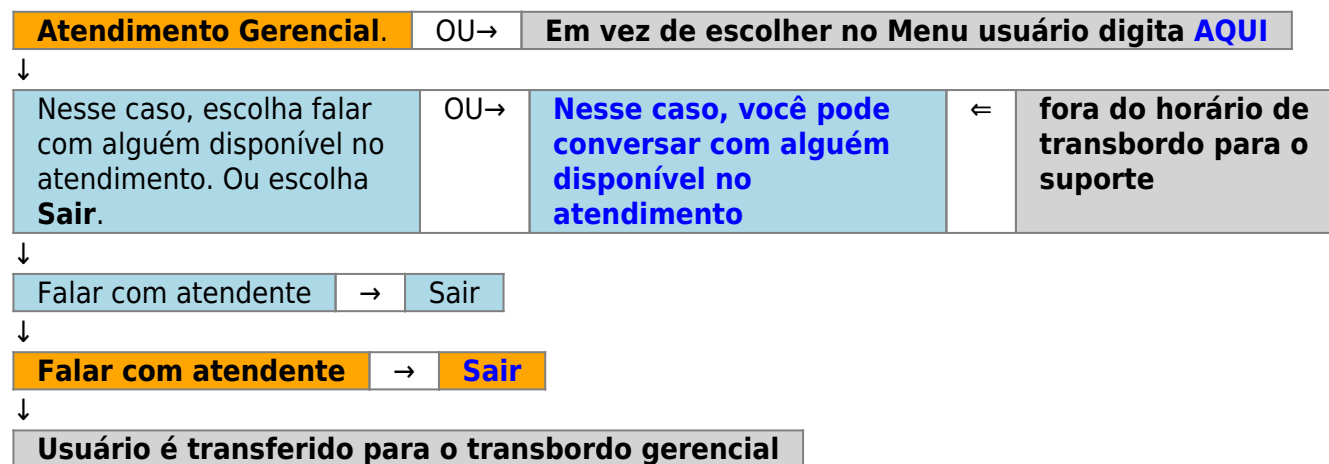 Atendimento Gerencial. OU→ Em vez de escolher no Menu usuário digita AQUI
↓
Nesse caso, escolha falar com alguém disponível no atendimento. Ou escolha Sair. OU→ Nesse caso, você pode conversar com alguém disponível no atendimento ⇐ fora do horário de transbordo para o suporte
↓
Falar com atendente → Sair
↓
Falar com atendente → Sair
↓
Usuário é transferido para o transbordo gerencial